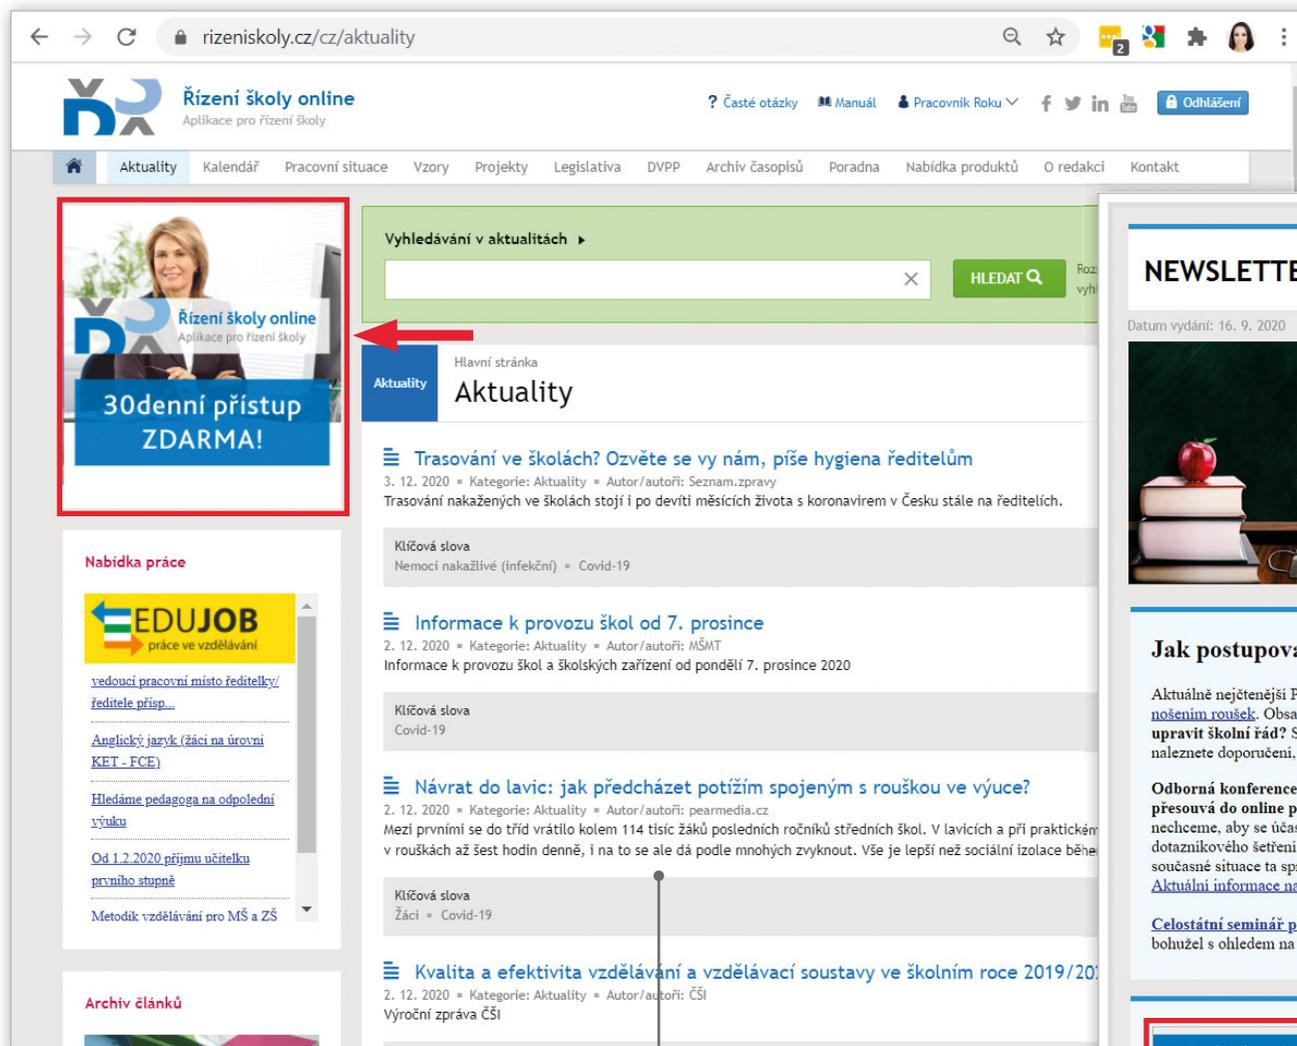 rizeniskoly.cz/cz/aktuality
2
Řízení školy online
Aplikace pro řízení školy
? Časté otázky
Manuál
Pracovnik Roku
You Tube
Odhlášení
Aktuality
Kalendář
Pracovní situace
Vzory
Projekty
Legislativa
DVPP
Archiv časopisů
Poradna
Nabídka produktů
O redakci
Kontakt
Řízení školy online
Aplikace pro řízení školy
30denní přístup
ZDARMA!
Nabídka práce
EDUJOB
práce ve vzdělávání
vedoucí pracovní místo ředitelky/
ředitele přísp...
Anglický jazyk (žáci na úrovni
KET - FCE)
Hledáme pedagoga na odpolední
výuku
Od 1.2.2020 příjmu učitelku
prvního stupně
Metodik vzdělávání pro MŠ a ZŠ
Archiv článků
Vyhledávání v aktualitách
HLEDAT
Roz
vyhl
Aktuality
Hlavní stránka
Aktuality
Trasování ve školách? Ozvěte se vy nám, píše hygiena ředitelům
3. 12. 2020 ▪ Kategorie: Aktuality ▪ Autor/autoři: Seznam.zpravy
Trasování nakažených ve školách stojí i po devíti měsících života s koronavirem v Česku stále na ředitelích.
Klíčová slova
Nemoci nakažlivé (infekční) ▪ Covid-19
Informace k provozu škol od 7. prosince
2. 12. 2020 ▪ Kategorie: Aktuality ▪ Autor/autoři: MŠMT
Informace k provozu škol a školských zařízení od pondělí 7. prosince 2020
Klíčová slova
Covid-19
Návrat do lavic: jak předcházet potížím spojeným s rouškou ve výuce?
2. 12. 2020 ▪ Kategorie: Aktuality ▪ Autor/autoři: pearmedia.cz
Mezi prvními se do tříd vrátilo kolem 114 tisíc žáků posledních ročníků středních škol. V lavicích a při praktickém
v rouškách až šest hodin denně, i na to se ale dá podle mnohých zvyknout. Vše je lepší než sociální izolace během
Klíčová slova
Žáci ▪ Covid-19
Kvalita a efektivita vzdělávání a vzdělávací soustavy ve školním roce 2019/202
2. 12. 2020 ▪ Kategorie: Aktuality ▪ Autor/autoři: ČŠI
Výroční zpráva ČŠI
NEWSLETTE
Datum vydání: 16. 9. 2020
Jak postupova
Aktuálně nejčtenější P
nošením roušek. Obsa
upravit školní řád? S
naleznete doporučení,
Odborná konference
přesouvá do online p
nechceme, aby se účas
dotazníkového šetření
současné situace ta spr
Aktuální informace na
Celostátní seminář p
bohužel s ohledem na